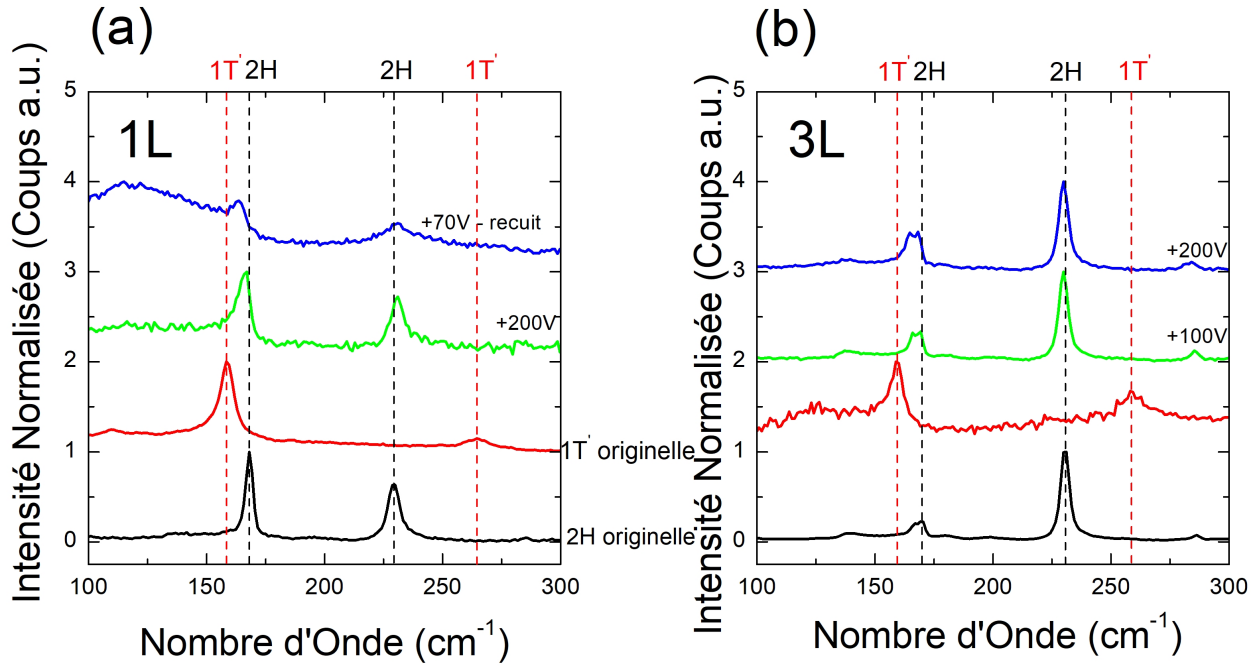 (a)
1T' 2H 2H 1T'
Intensité Normalisée (Coups a.u.)
5
4
3
2
1
0
1L
+70V - recuit
+200V
1T' originelle
2H originelle
100 150 200 250 300
Nombre d'Onde (cm⁻¹)
(b)
1T' 2H 2H 1T'
Intensité Normalisée (Coups a.u.)
5
4
3
2
1
0
3L
+200V
+100V
100 150 200 250 300
Nombre d'Onde (cm⁻¹)